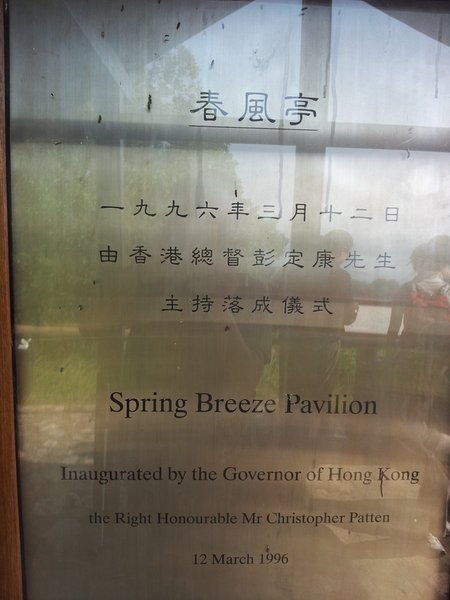 春風亭
一九九六年三月十二日
由香港總督彭定康先生
主持落成儀式
Spring Breeze Pavilion
Inaugurated by the Governor of Hong Kong
the Right Honourable Mr Christopher Patten
12 March 1996